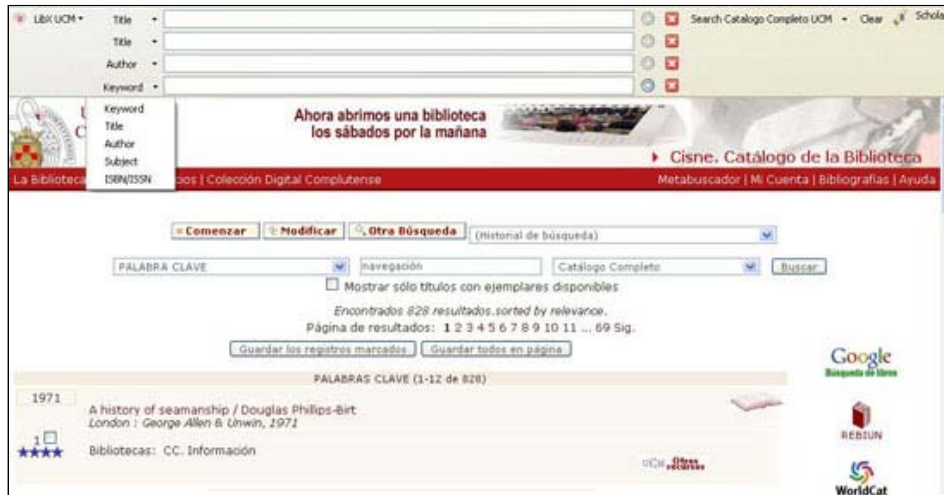 LibX UCM Title Search Catalogo Completo UCM Clear Schola
Title
Author
Keyword
Keyword
Title
Author
Subject
ISBN/ISSN
Ahora abrimos una biblioteca
los sábados por la mañana
Cisne. Catálogo de la Biblioteca
La Biblioteca ios | Colección Digital Complutense Metabuscador | Mi Cuenta | Bibliografías | Ayuda
Comenzar Modificar Otra Búsqueda (Historial de búsqueda)
PALABRA CLAVE navegación Catálogo Completo Buscar
Mostrar sólo títulos con ejemplares disponibles
Encontrados 828 resultados.sorted by relevance.
Página de resultados: 1 2 3 4 5 6 7 8 9 10 11 ... 69 Sig.
Guardar los registros marcados Guardar todos en página
Google
Búsqueda de libros
PALABRAS CLAVE (1-12 de 828)
1971
A history of seamanship / Douglas Phillips-Birt
London : George Allen & Unwin, 1971
REBIUN
1
Bibliotecas: CC. Información
Otros
recursos
WorldCat